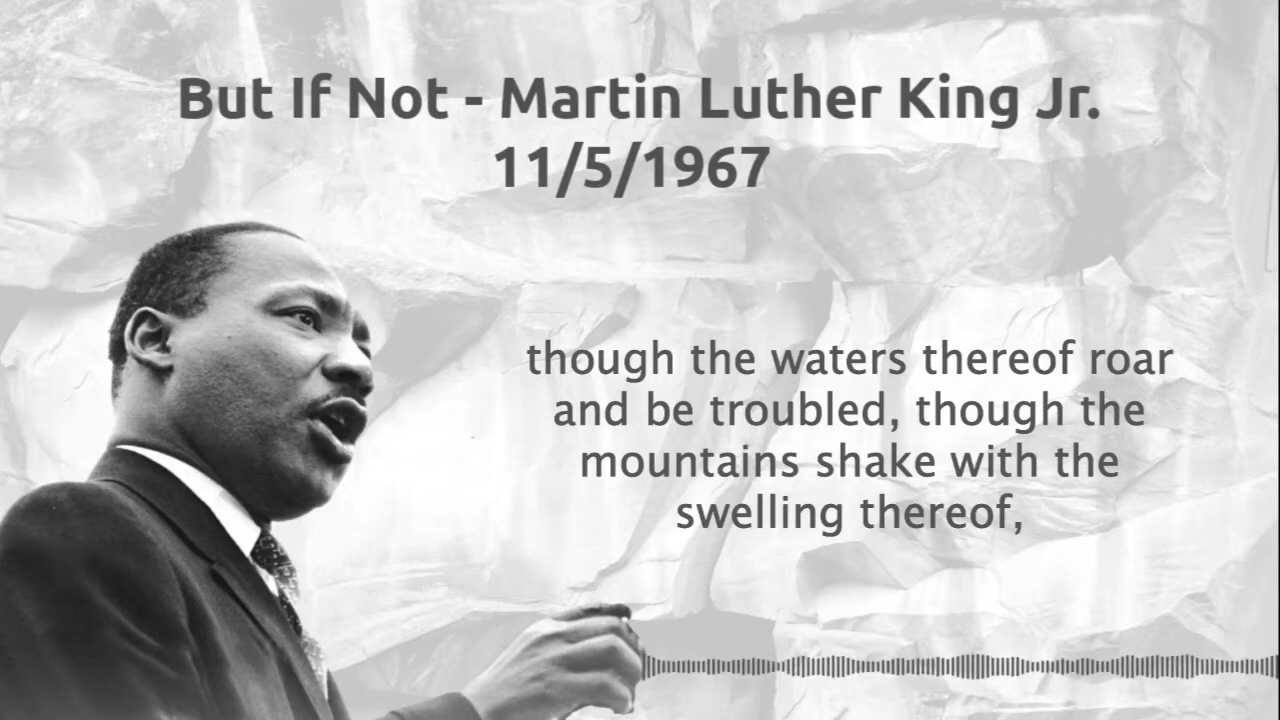 But If Not - Martin Luther King Jr.
11/5/1967
though the waters thereof roar
and be troubled, though the
mountains shake with the
swelling thereof,